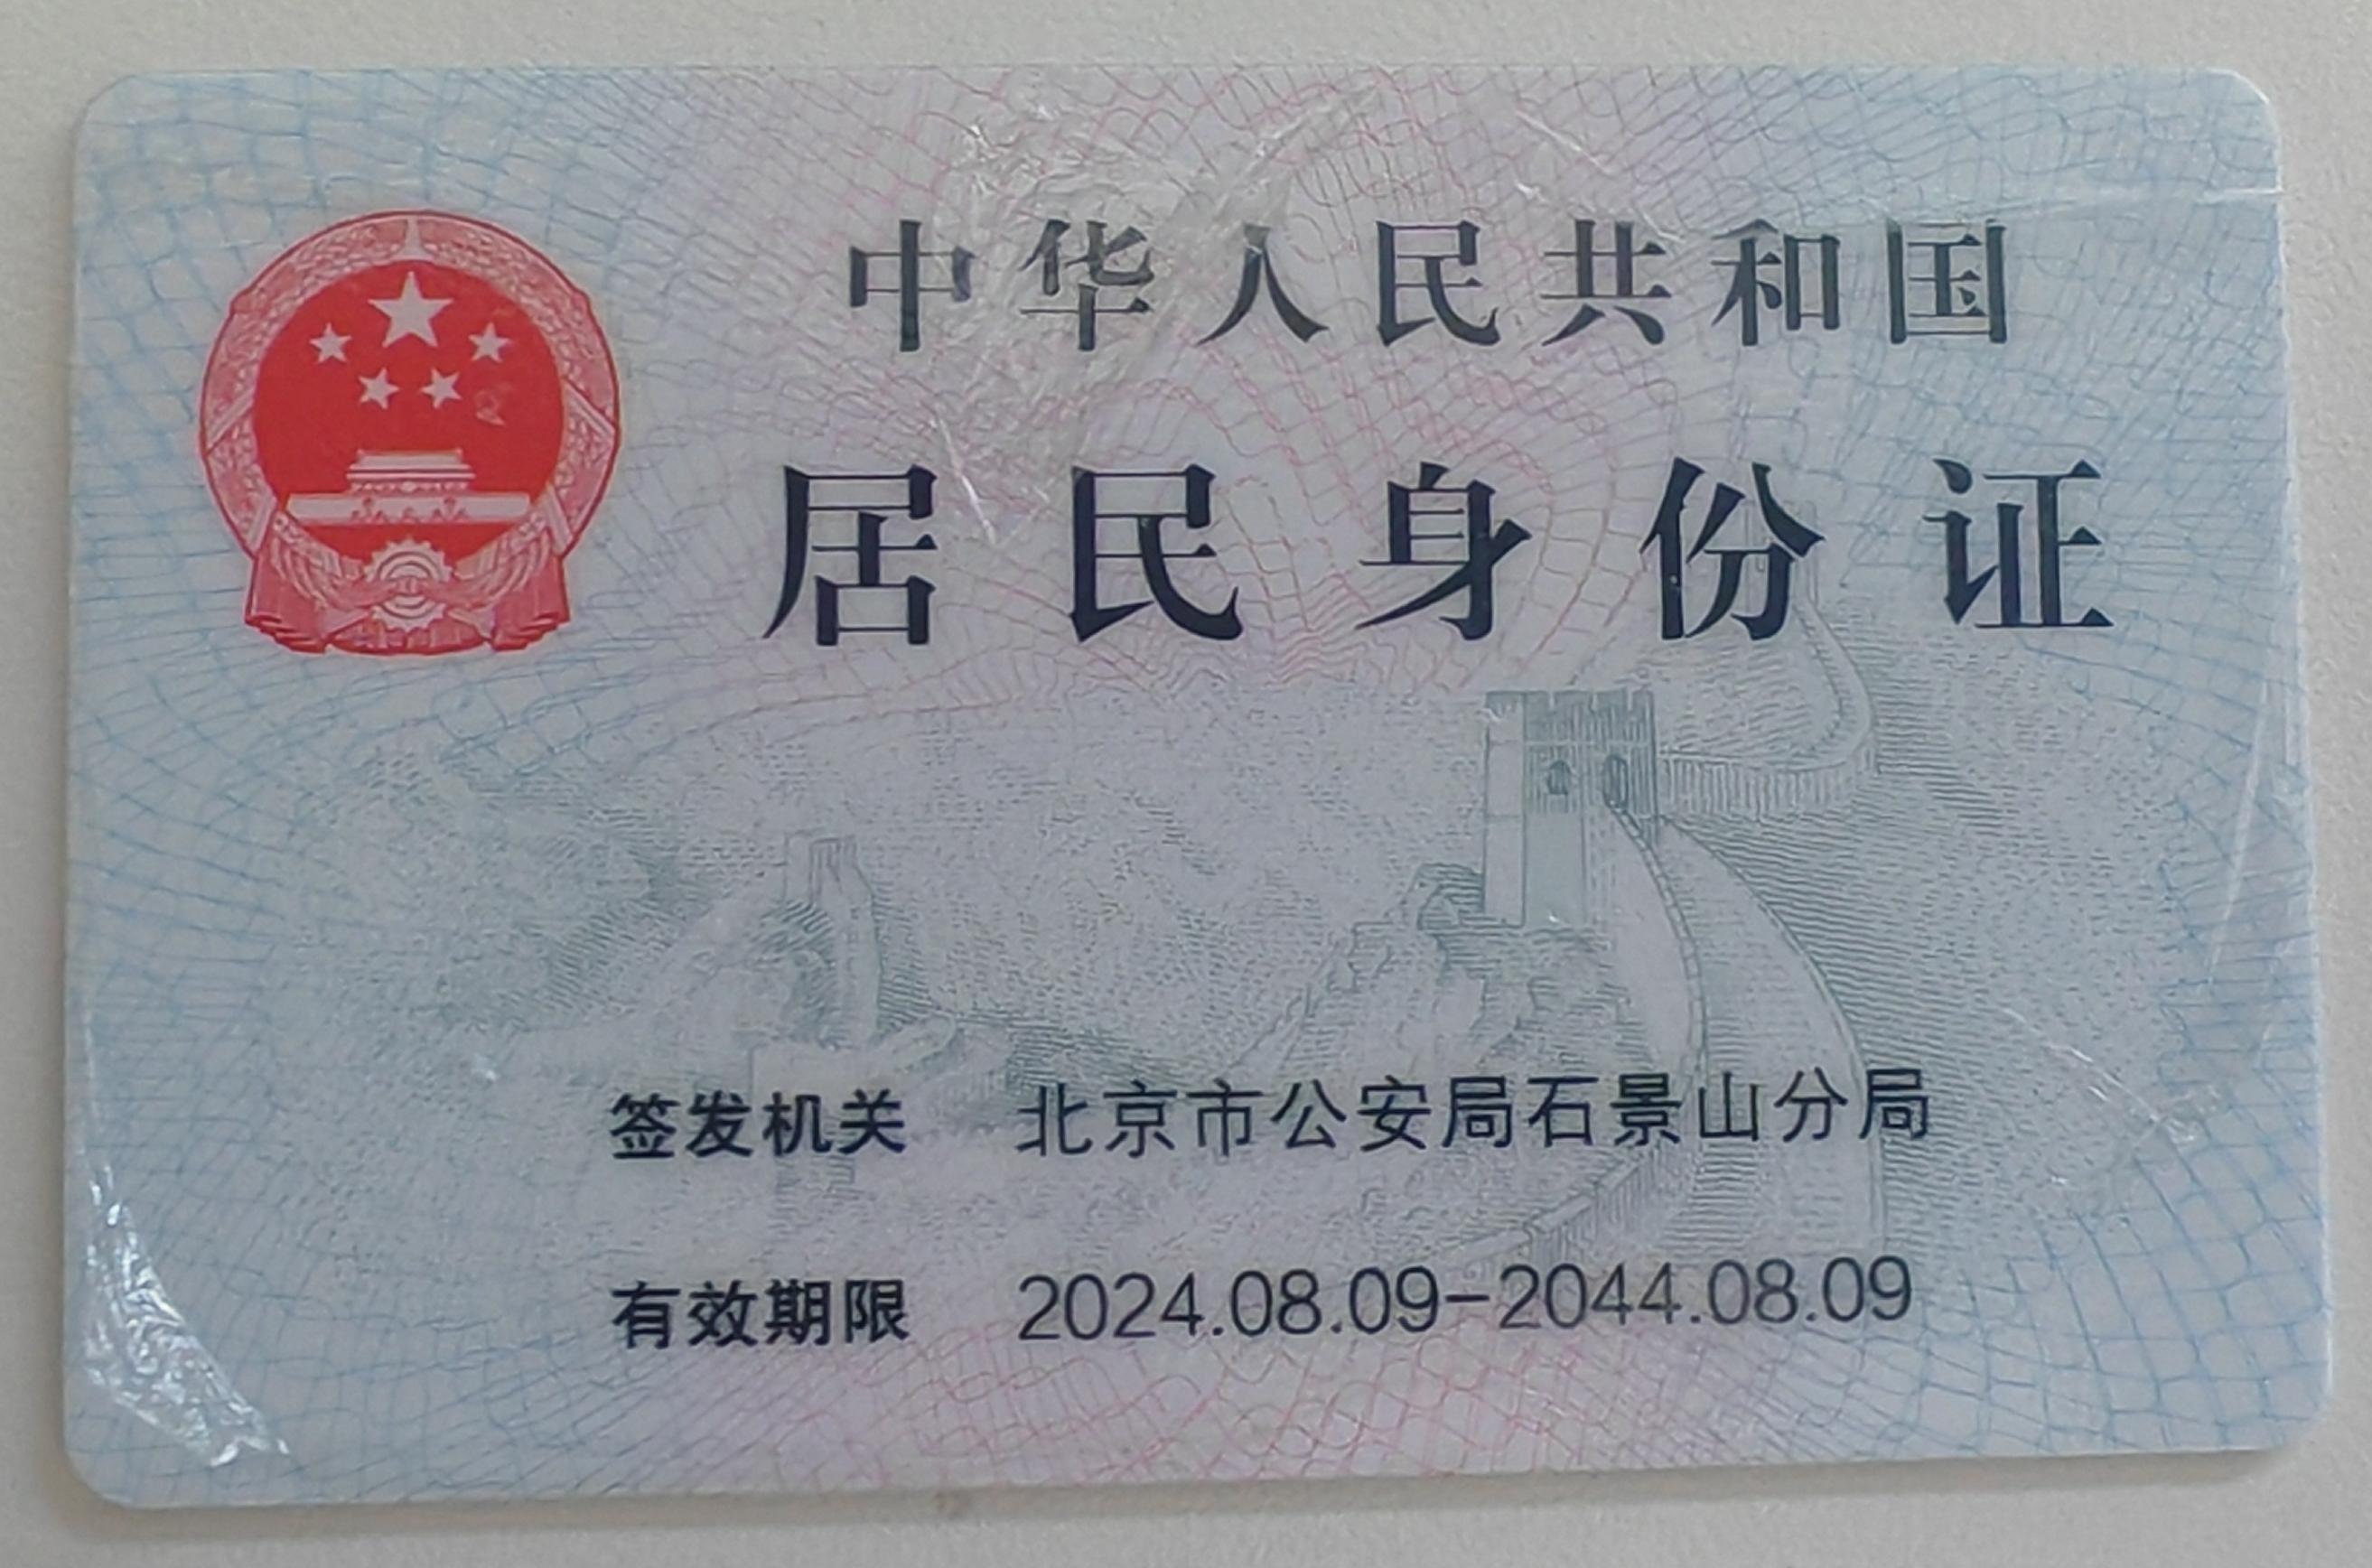 中华人民共和国
居民身份证
签发机关 北京市公安局石景山分局
有效期限 2024.08.09-2044.08.09